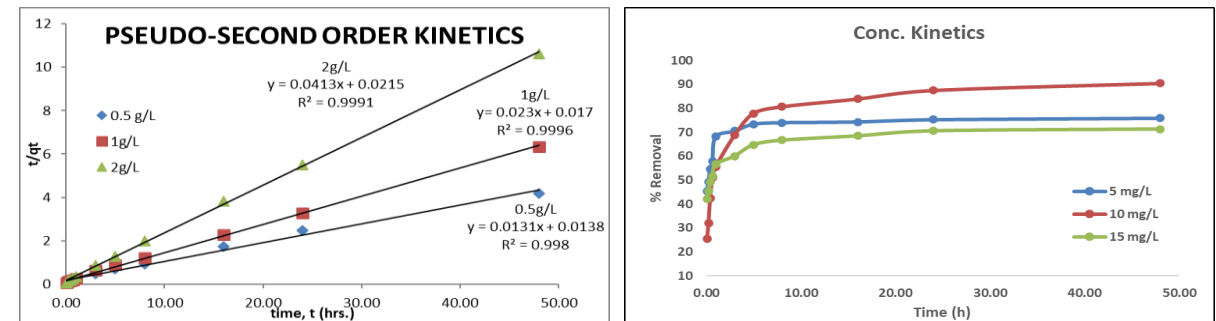 PSEUDO-SECOND ORDER KINETICS
12
10
8
6
4
2
0
t/qt
0.5 g/L
1g/L
2g/L
2g/L
y = 0.0413x + 0.0215
R² = 0.9991
1g/L
y = 0.023x + 0.017
R² = 0.9996
0.5g/L
y = 0.0131x + 0.0138
R² = 0.998
0.00 10.00 20.00 30.00 40.00 50.00
time, t (hrs.)
Conc. Kinetics
100
90
80
70
60
50
40
30
20
10
% Removal
5 mg/L
10 mg/L
15 mg/L
0.00 10.00 20.00 30.00 40.00 50.00
Time (h)